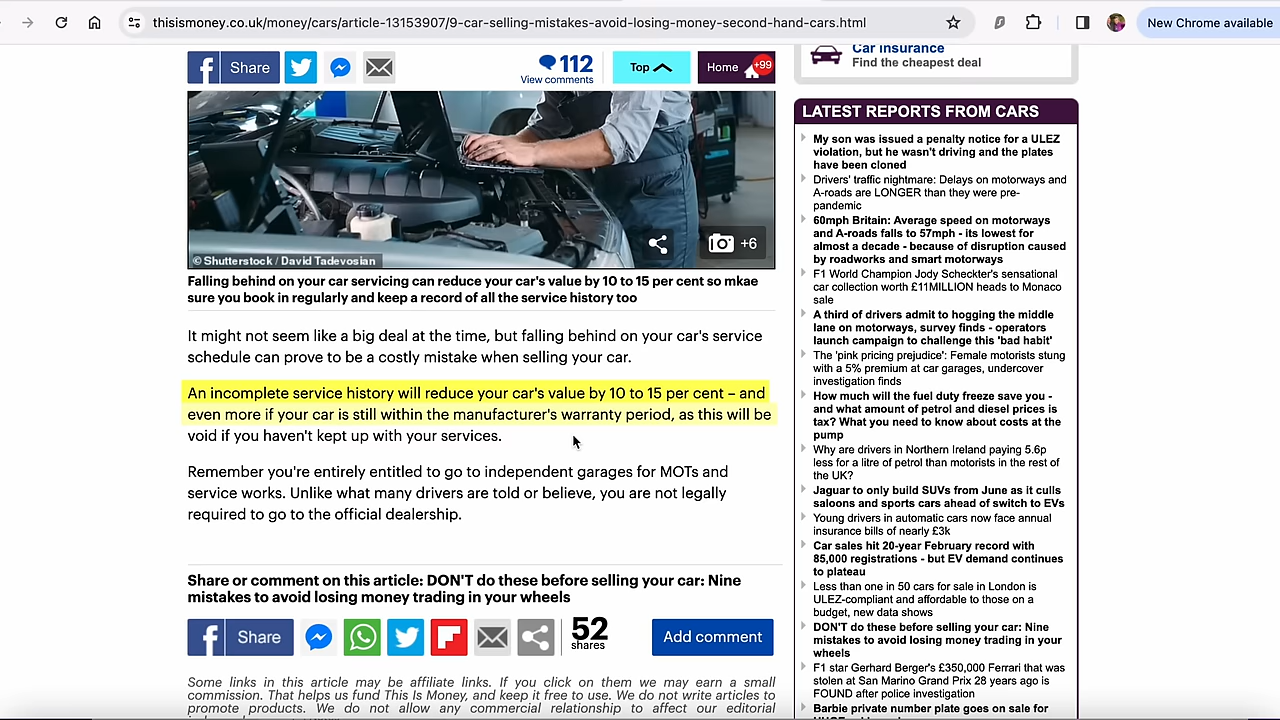 thisismoney.co.uk/money/cars/article-13153907/9-car-selling-mistakes-avoid-losing-money-second-hand-cars.html
New Chrome available
Share
112
View comments
Top
Home
+99
+6
© Shutterstock / David Tadevosian
Falling behind on your car servicing can reduce your car's value by 10 to 15 per cent so mkae
sure you book in regularly and keep a record of all the service history too
It might not seem like a big deal at the time, but falling behind on your car's service
schedule can prove to be a costly mistake when selling your car.
An incomplete service history will reduce your car's value by 10 to 15 per cent – and
even more if your car is still within the manufacturer's warranty period, as this will be
void if you haven't kept up with your services.
Remember you're entirely entitled to go to independent garages for MOTs and
service works. Unlike what many drivers are told or believe, you are not legally
required to go to the official dealership.
Share or comment on this article: DON'T do these before selling your car: Nine
mistakes to avoid losing money trading in your wheels
Share
52
shares
Add comment
Some links in this article may be affiliate links. If you click on them we may earn a small
commission. That helps us fund This Is Money, and keep it free to use. We do not write articles to
promote products. We do not allow any commercial relationship to affect our editorial
Car insurance
Find the cheapest deal
LATEST REPORTS FROM CARS
My son was issued a penalty notice for a ULEZ
violation, but he wasn't driving and the plates
have been cloned
Drivers' traffic nightmare: Delays on motorways and
A-roads are LONGER than they were pre-
pandemic
60mph Britain: Average speed on motorways
and A-roads falls to 57mph - its lowest for
almost a decade - because of disruption caused
by roadworks and smart motorways
F1 World Champion Jody Scheckter's sensational
car collection worth £11MILLION heads to Monaco
sale
A third of drivers admit to hogging the middle
lane on motorways, survey finds - operators
launch campaign to challenge this 'bad habit'
The 'pink pricing prejudice': Female motorists stung
with a 5% premium at car garages, undercover
investigation finds
How much will the fuel duty freeze save you -
and what amount of petrol and diesel prices is
tax? What you need to know about costs at the
pump
Why are drivers in Northern Ireland paying 5.6p
less for a litre of petrol than motorists in the rest of
the UK?
Jaguar to only build SUVs from June as it culls
saloons and sports cars ahead of switch to EVs
Young drivers in automatic cars now face annual
insurance bills of nearly £3k
Car sales hit 20-year February record with
85,000 registrations - but EV demand continues
to plateau
Less than one in 50 cars for sale in London is
ULEZ-compliant and affordable to those on a
budget, new data shows
DON'T do these before selling your car: Nine
mistakes to avoid losing money trading in your
wheels
F1 star Gerhard Berger's £350,000 Ferrari that was
stolen at San Marino Grand Prix 28 years ago is
FOUND after police investigation
Barbie private number plate goes on sale for